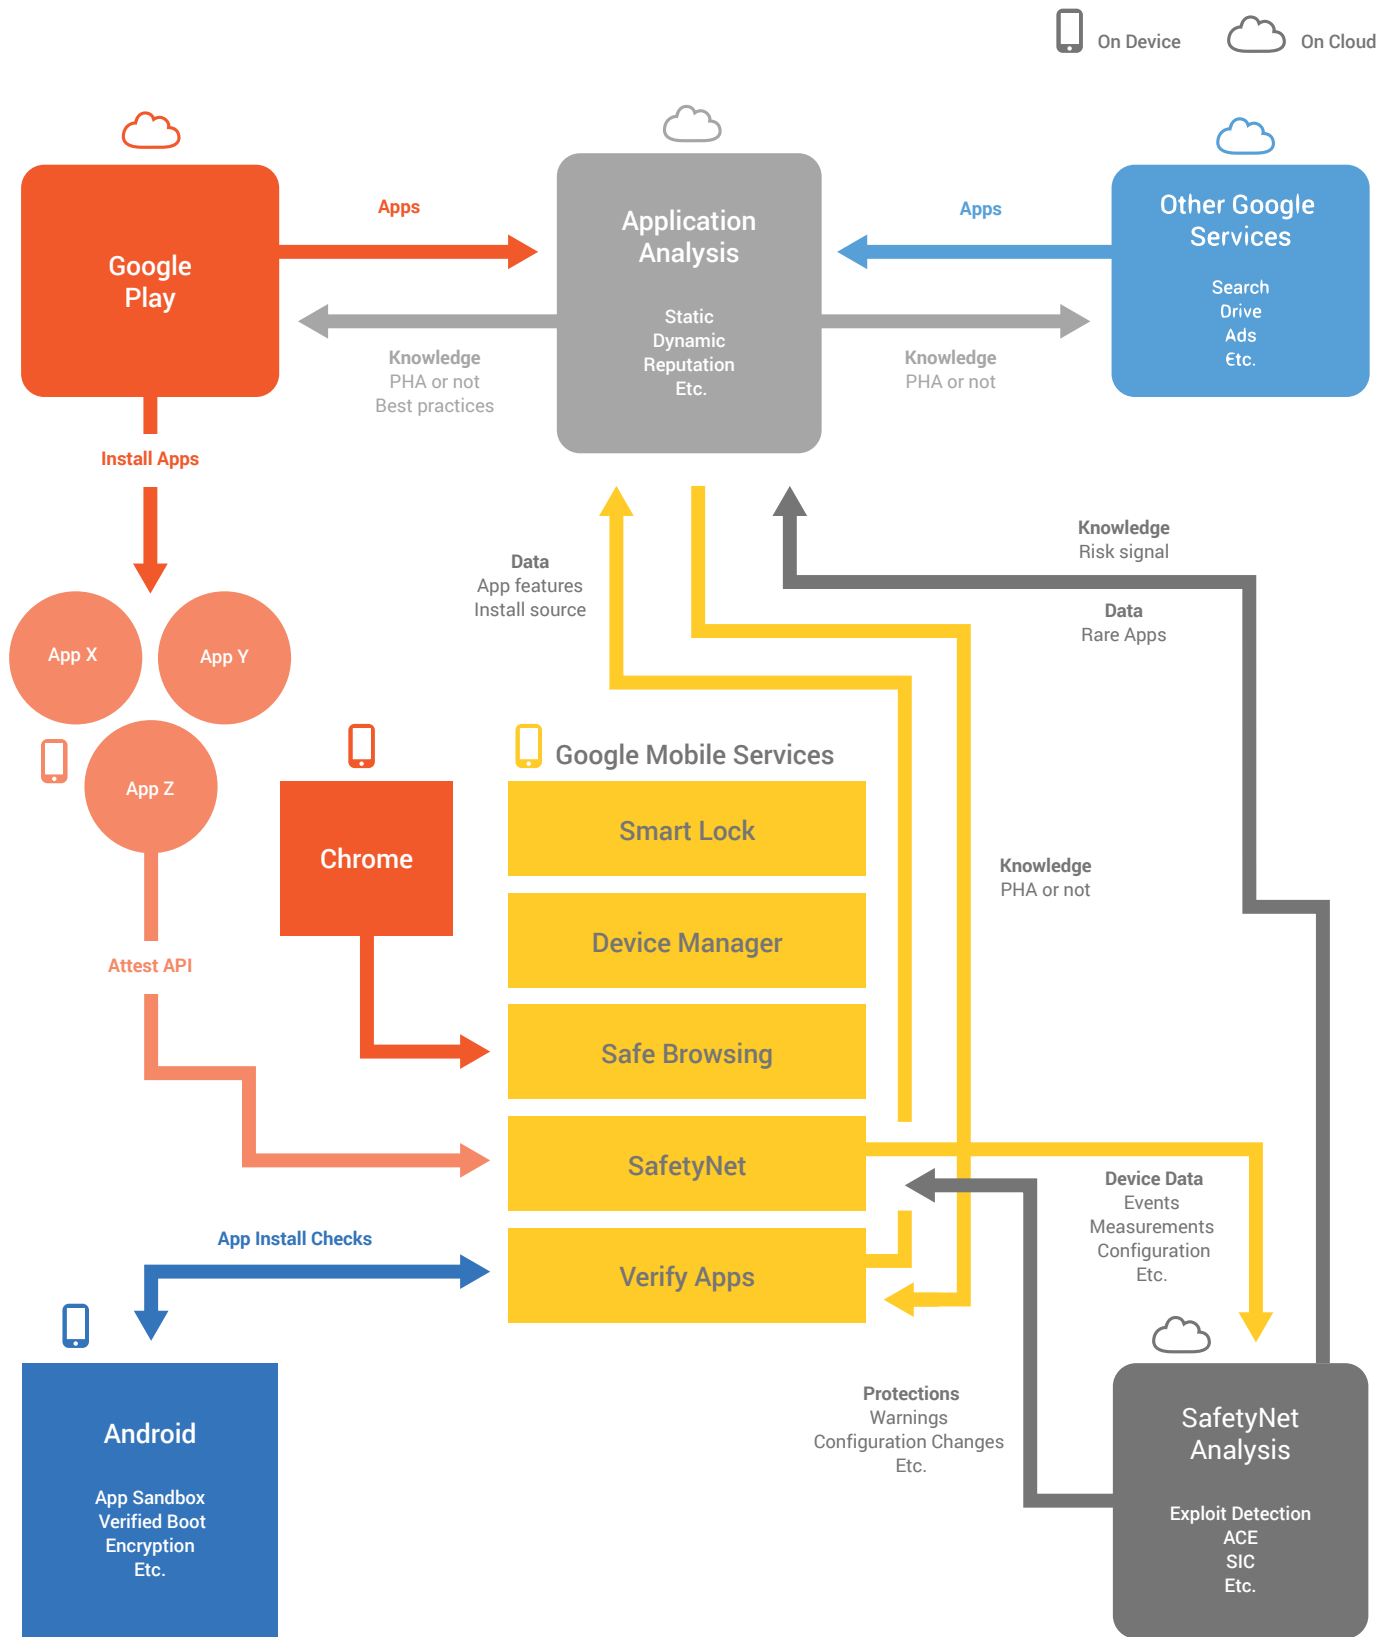 On Device
On Cloud
Google
Play
Apps
Application
Analysis
Static
Dynamic
Reputation
Etc.
Apps
Other Google
Services
Search
Drive
Ads
Etc.
Knowledge
PHA or not
Best practices
Knowledge
PHA or not
Install Apps
Data
App features
Install source
Knowledge
Risk signal
Data
Rare Apps
App X
App Y
App Z
Chrome
Google Mobile Services
Smart Lock
Device Manager
Safe Browsing
SafetyNet
Verify Apps
Knowledge
PHA or not
Attest API
App Install Checks
Device Data
Events
Measurements
Configuration
Etc.
Protections
Warnings
Configuration Changes
Etc.
Android
App Sandbox
Verified Boot
Encryption
Etc.
SafetyNet
Analysis
Exploit Detection
ACE
SIC
Etc.